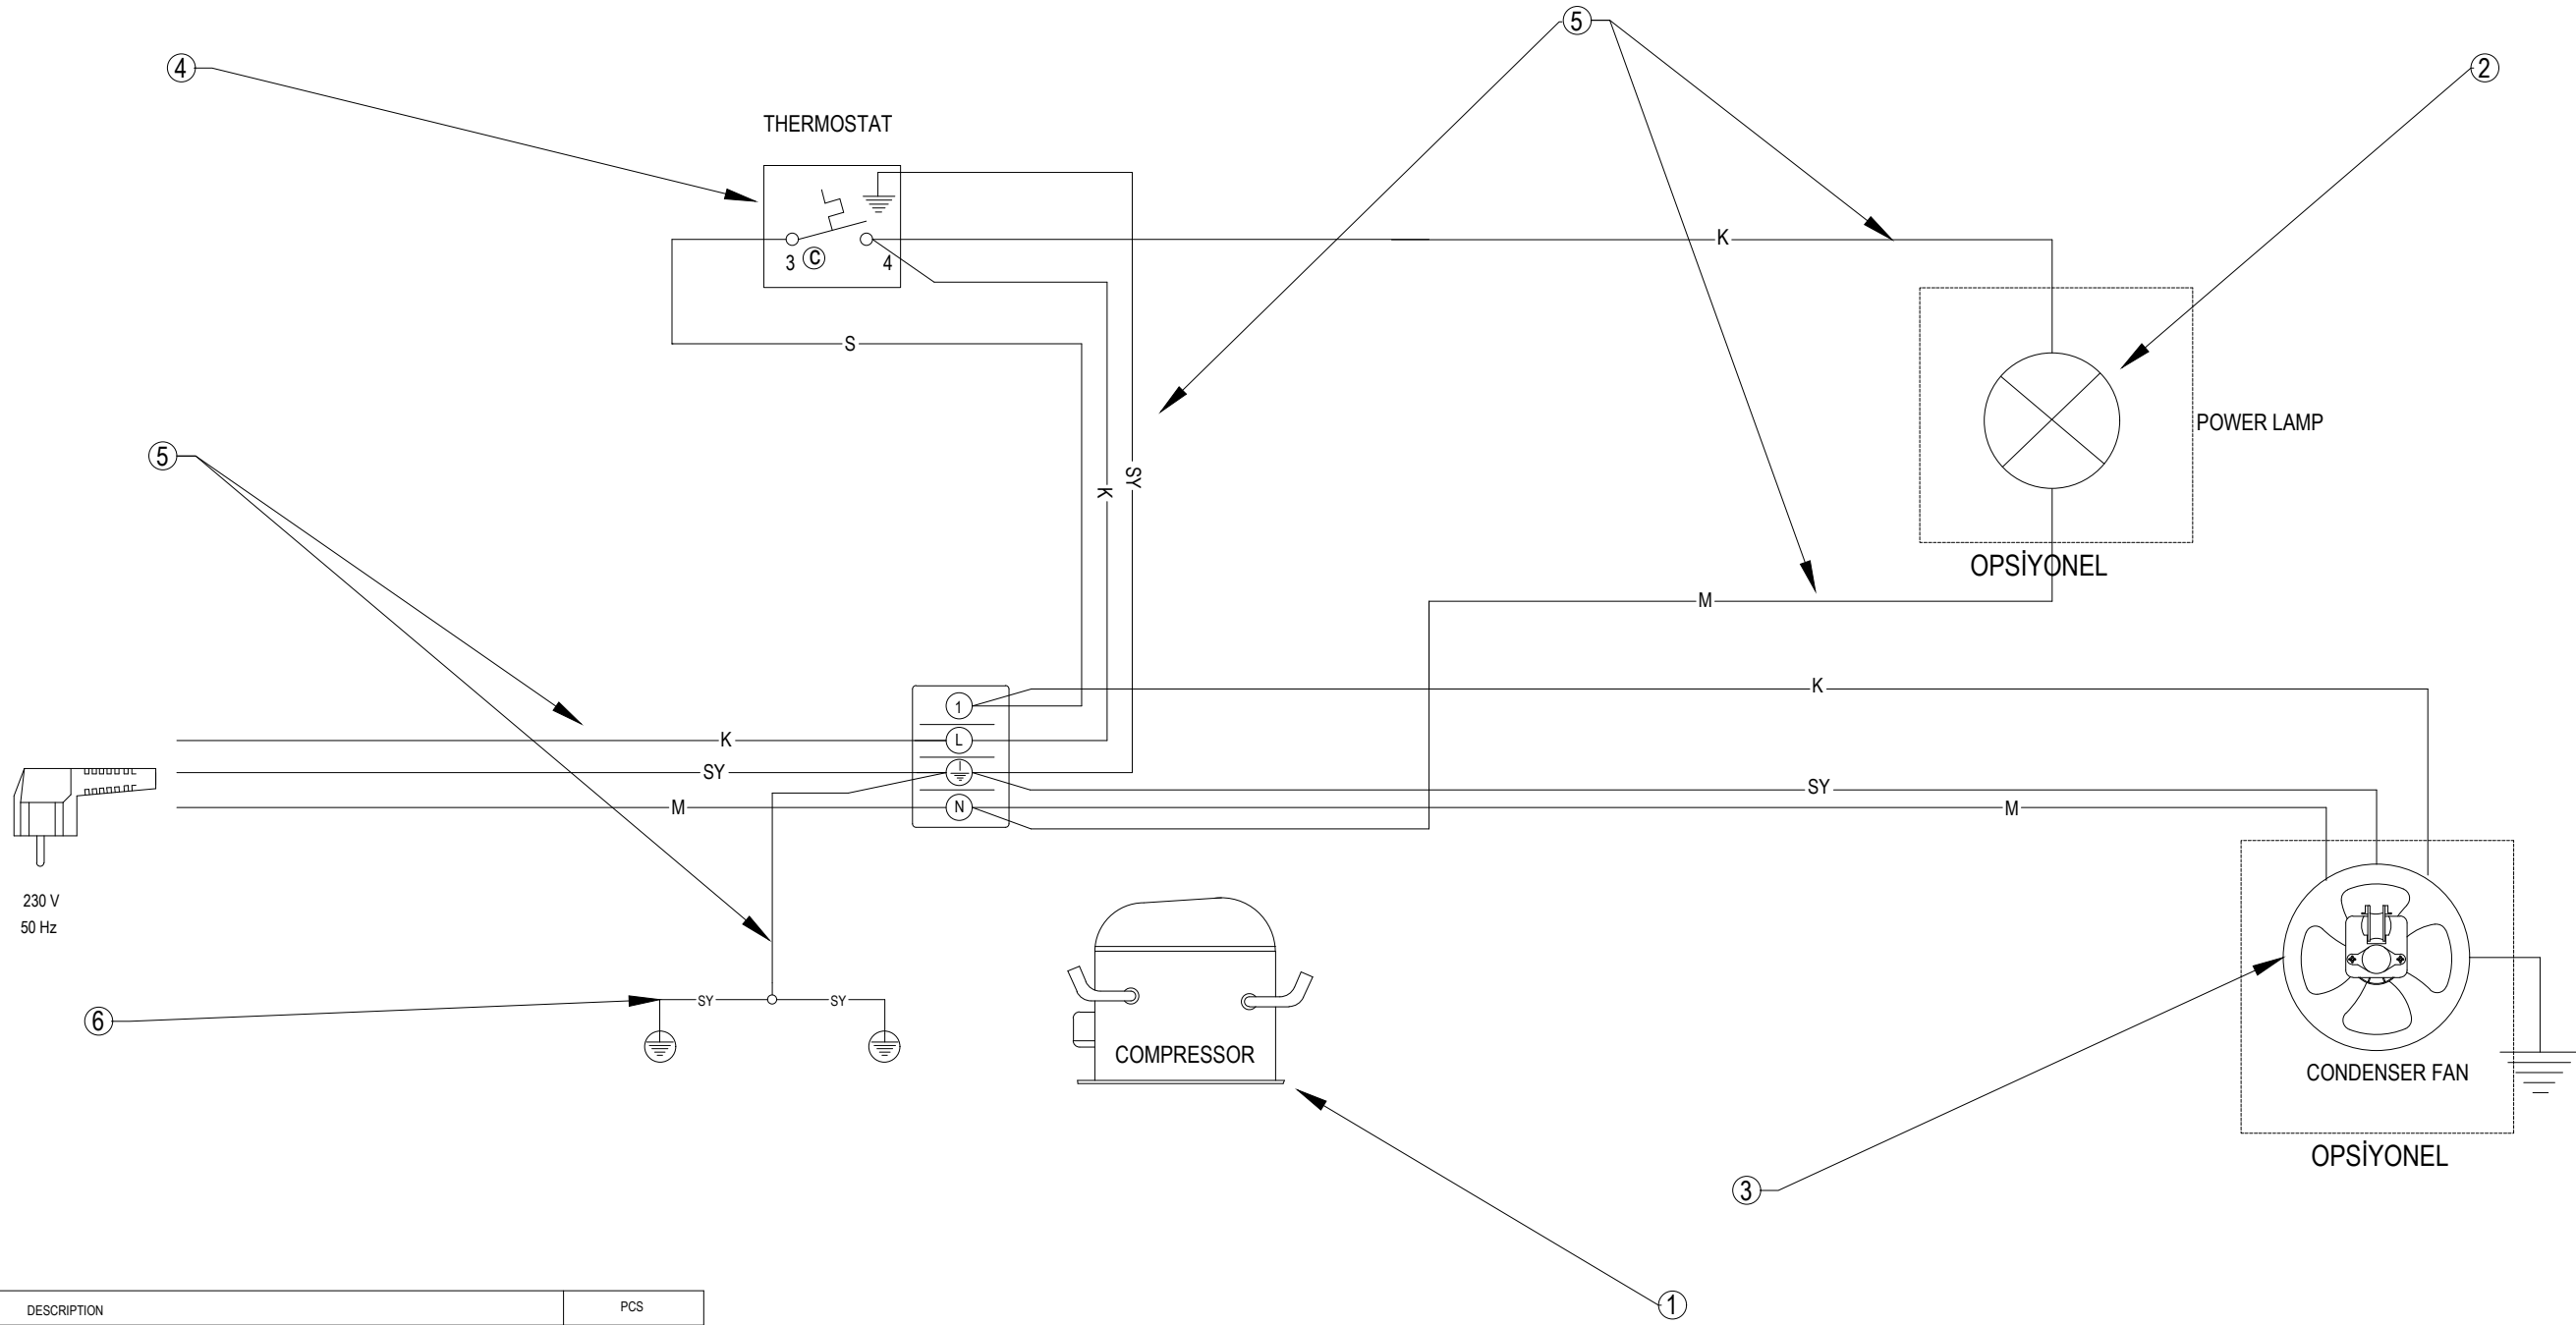 5
4
2
THERMOSTAT
K
3 C 4
S
POWER LAMP
5
SY
K
OPSİYONEL
M
K
1
K
L
SY
SY
M
N
M
230 V
50 Hz
SY
SY
6
COMPRESSOR
CONDENSER FAN
OPSİYONEL
3
1
DESCRIPTION
PCS